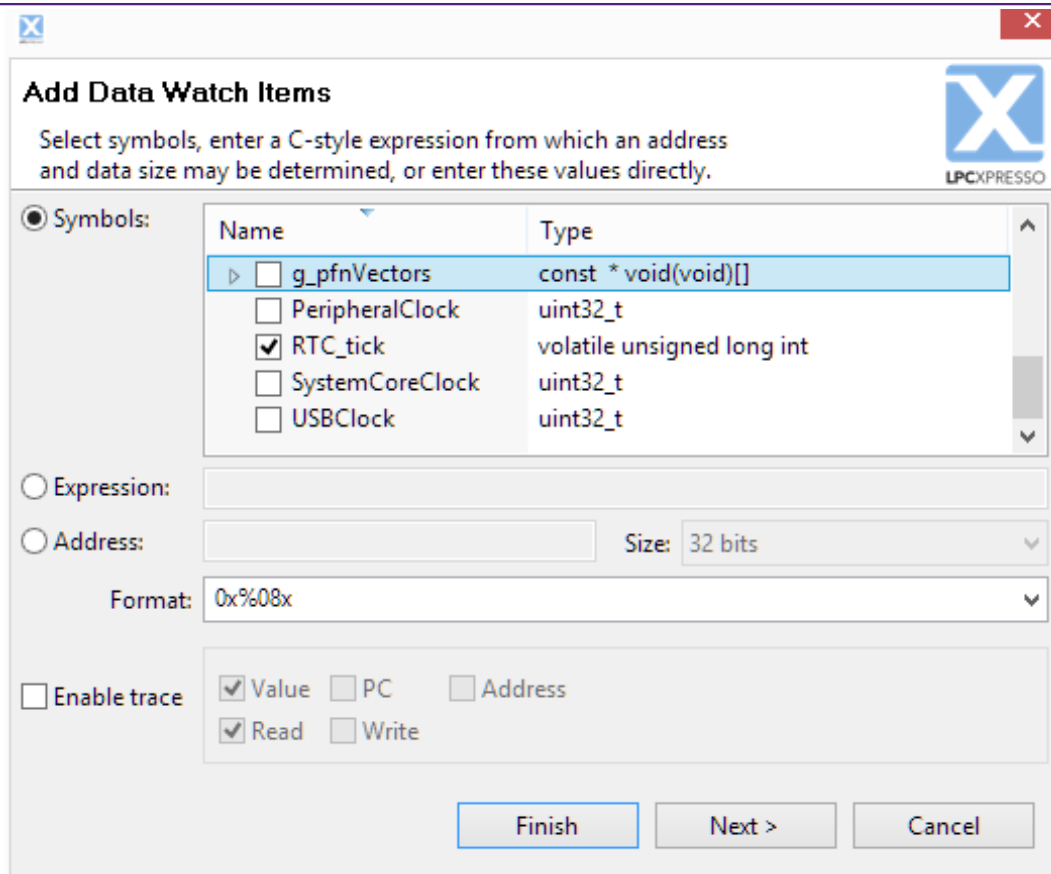 Add Data Watch Items
Select symbols, enter a C-style expression from which an address
and data size may be determined, or enter these values directly.
LPCXPRESSO
Symbols:
Name Type
g_pfnVectors const * void(void)[]
PeripheralClock uint32_t
RTC_tick volatile unsigned long int
SystemCoreClock uint32_t
USBClock uint32_t
Expression:
Address: Size: 32 bits
Format: 0x%08x
Enable trace Value PC Address
Read Write
Finish Next > Cancel